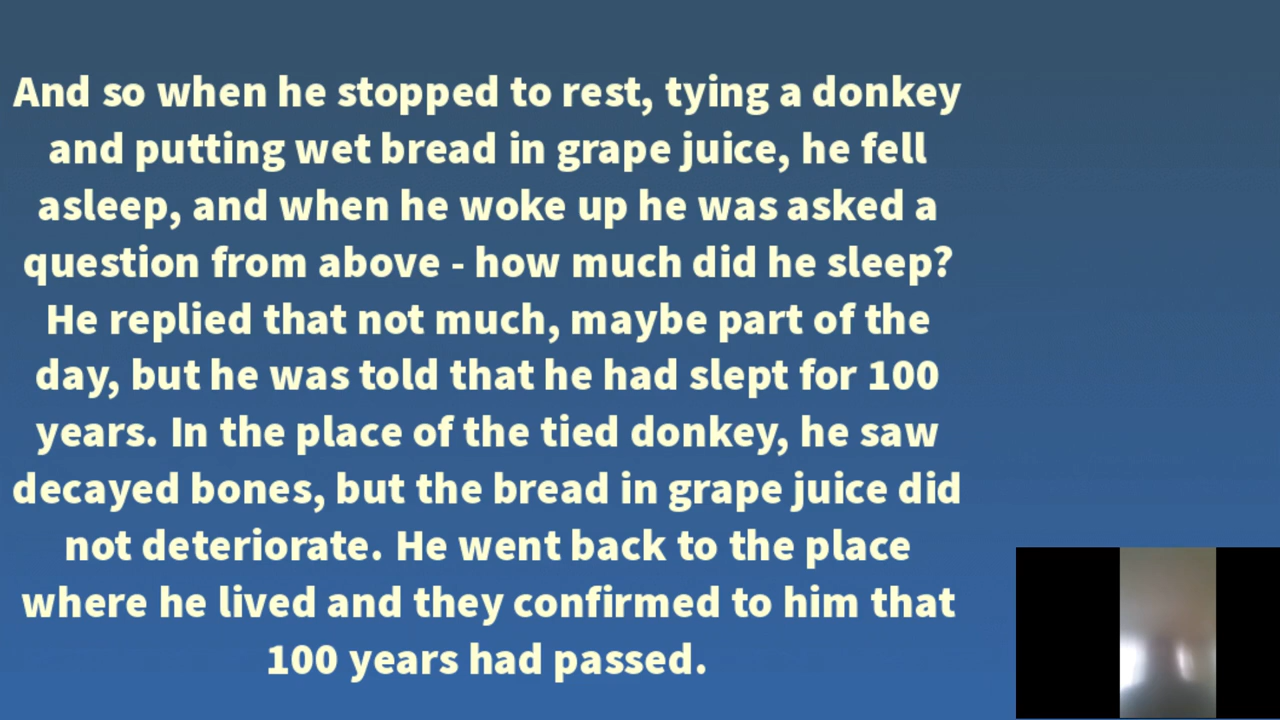 And so when he stopped to rest, tying a donkey
and putting wet bread in grape juice, he fell
asleep, and when he woke up he was asked a
question from above - how much did he sleep?
He replied that not much, maybe part of the
day, but he was told that he had slept for 100
years. In the place of the tied donkey, he saw
decayed bones, but the bread in grape juice did
not deteriorate. He went back to the place
where he lived and they confirmed to him that
100 years had passed.